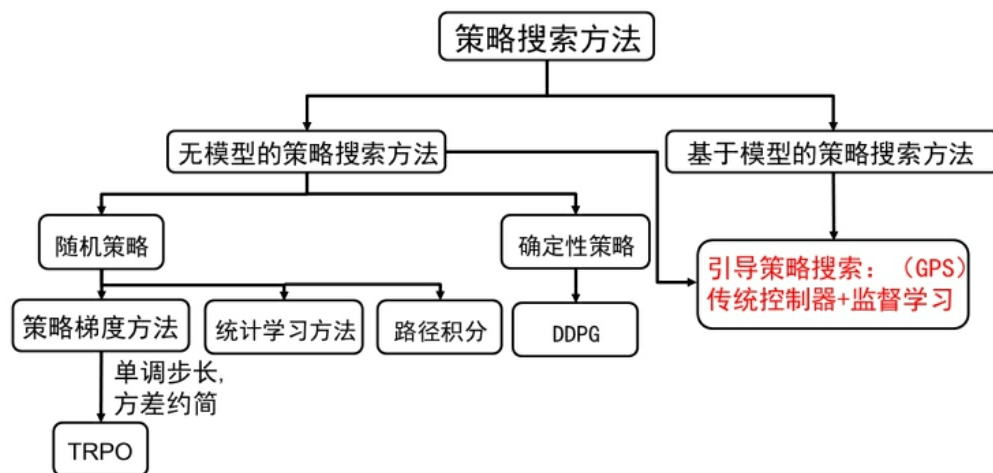 策略搜索方法
无模型的策略搜索方法
基于模型的策略搜索方法
随机策略
确定性策略
引导策略搜索：（GPS）
传统控制器+监督学习
策略梯度方法
统计学习方法
路径积分
DDPG
单调步长,
方差约简
TRPO